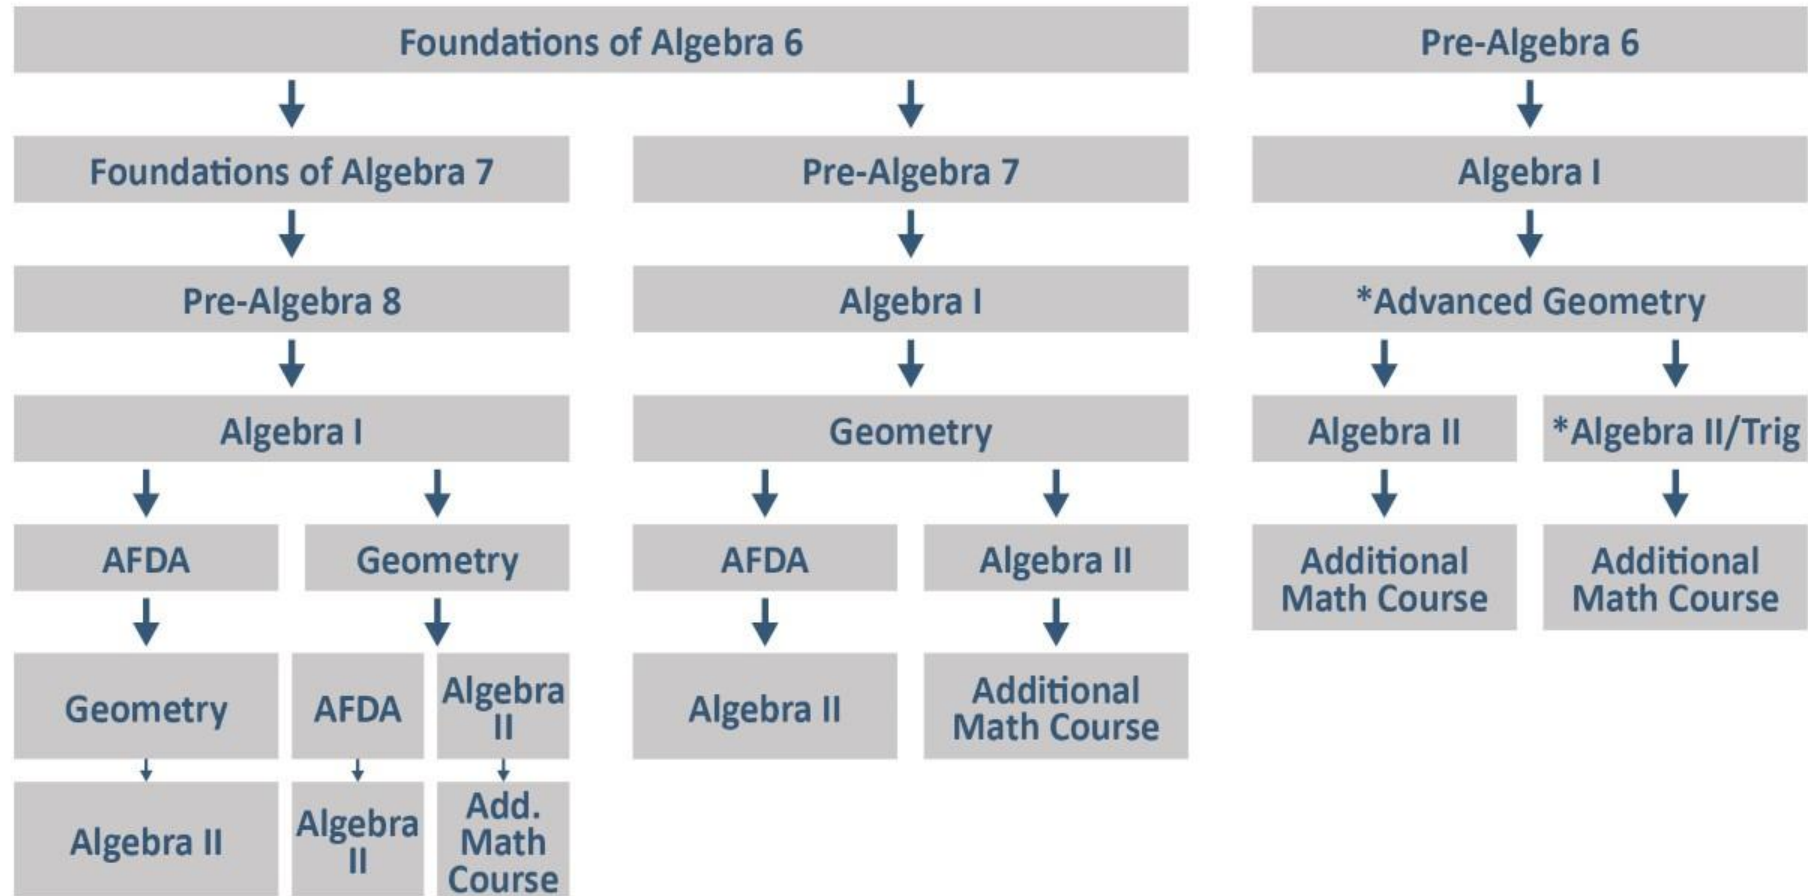 Foundations of Algebra 6
Pre-Algebra 6
Foundations of Algebra 7
Pre-Algebra 7
Algebra I
Pre-Algebra 8
Algebra I
*Advanced Geometry
Algebra I
Geometry
Algebra II
*Algebra II/Trig
AFDA
Geometry
AFDA
Algebra II
Additional
Math Course
Additional
Math Course
Geometry
AFDA
Algebra
II
Algebra II
Additional
Math Course
Algebra II
Algebra
II
Add.
Math
Course